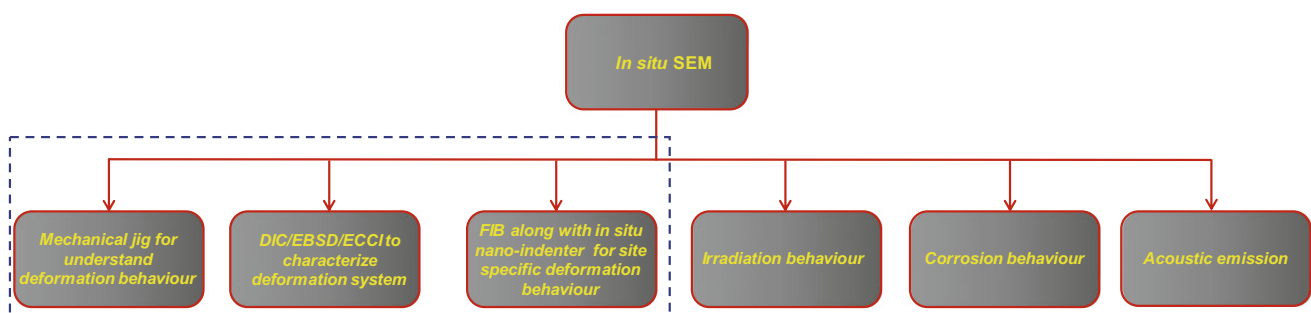 In situ SEM
Mechanical jig for
understand
deformation behaviour
DIC/EBSD/ECCI to
characterize
deformation system
FIB along with in situ
nano-indenter for site
specific deformation
behaviour
Irradiation behaviour
Corrosion behaviour
Acoustic emission